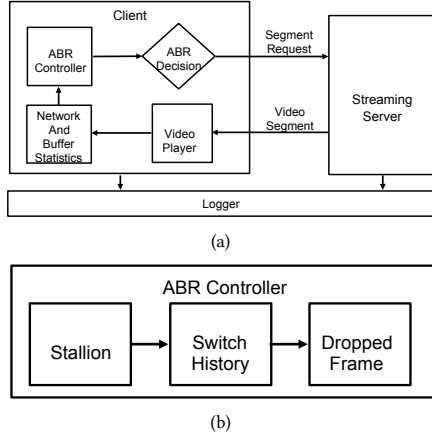 Client
ABR
Controller
ABR
Decision
Segment
Request
Streaming
Server
Network
And
Buffer
Statistics
Video
Player
Video
Segment
Logger
(a)
ABR Controller
Stallion
Switch
History
Dropped
Frame
(b)